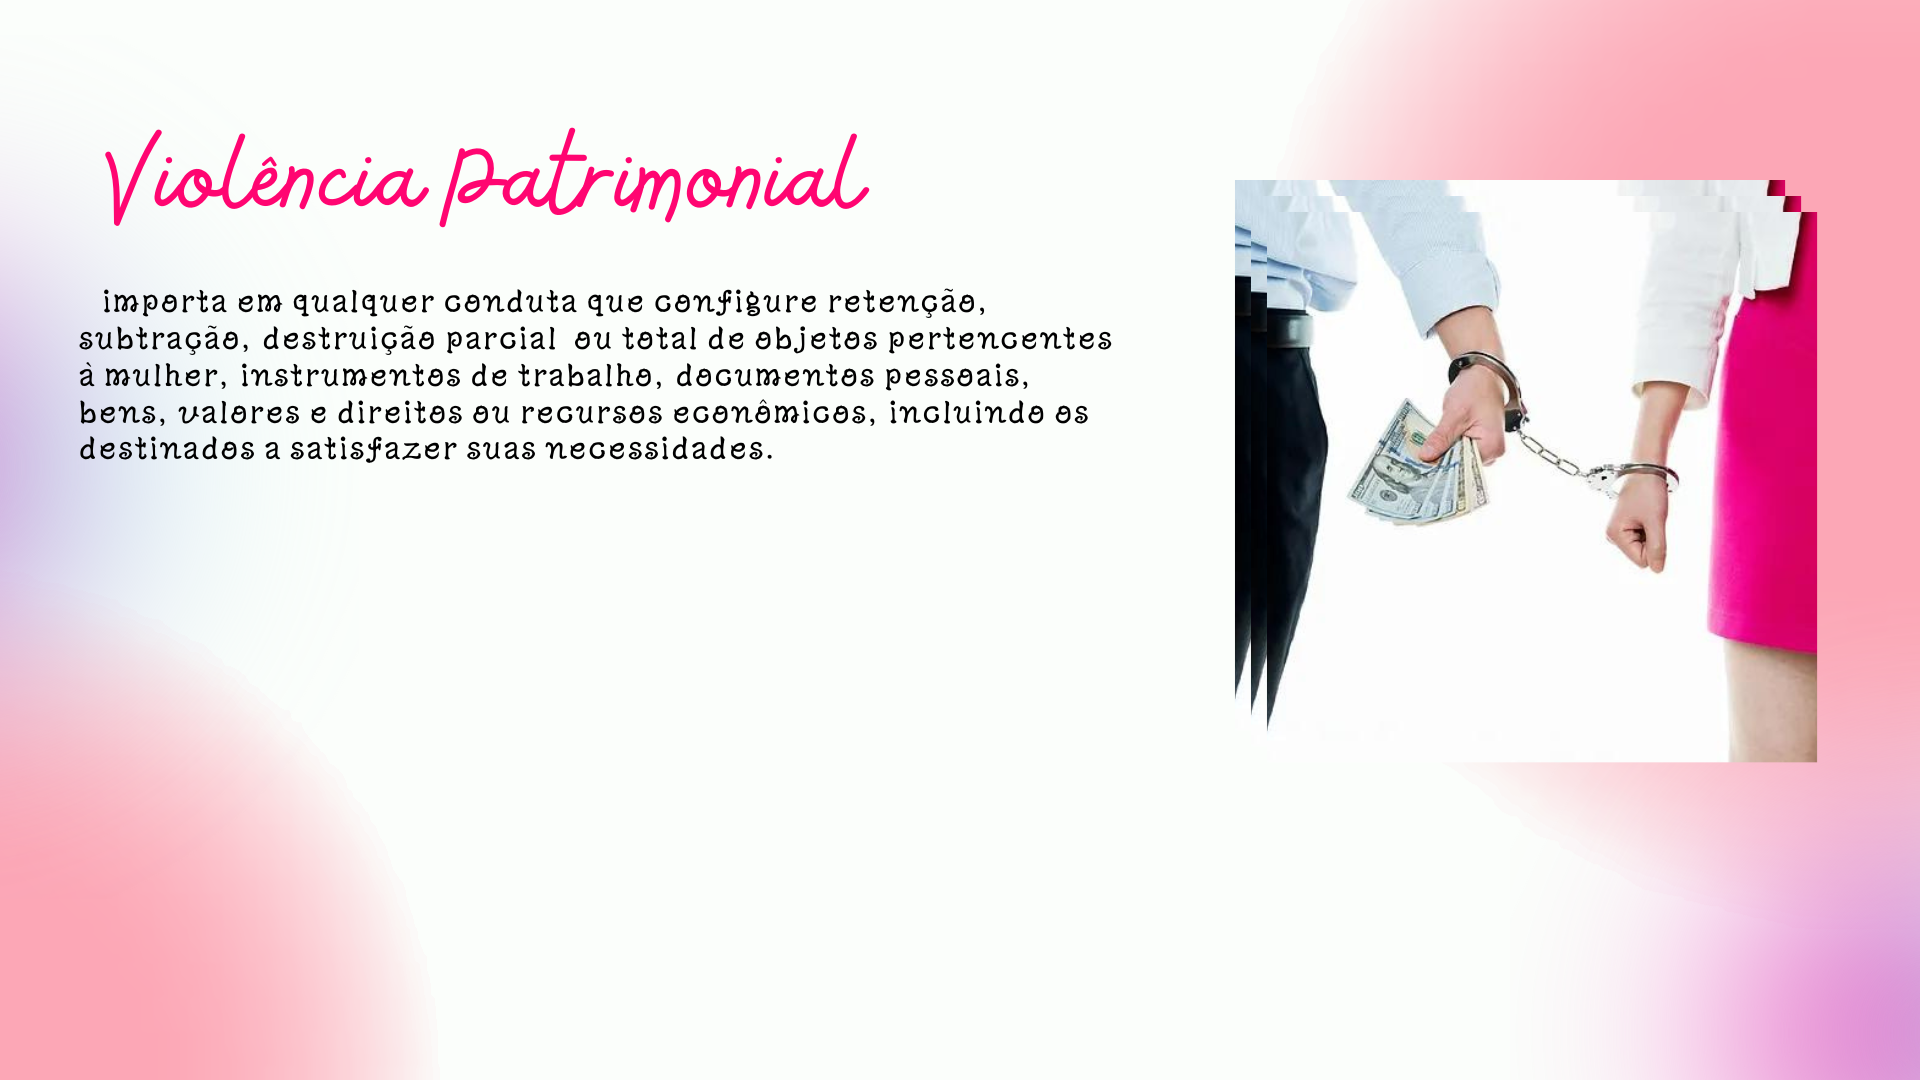 Violência patrimonial
importa em qualquer conduta que configure retenção,
subtração, destruição parcial ou total de objetos pertencentes
à mulher, instrumentos de trabalho, documentos pessoais,
bens, valores e direitos ou recursos econômicos, incluindo os
destinados a satisfazer suas necessidades.